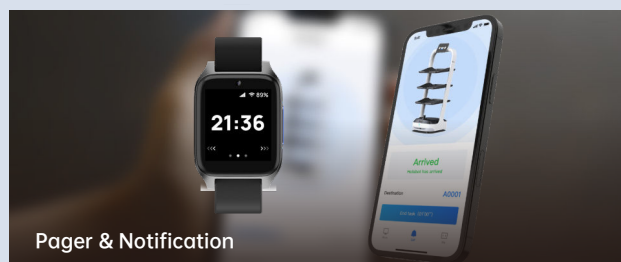 89%
21:36
Arrived
Destination
A0001
Pager & Notification